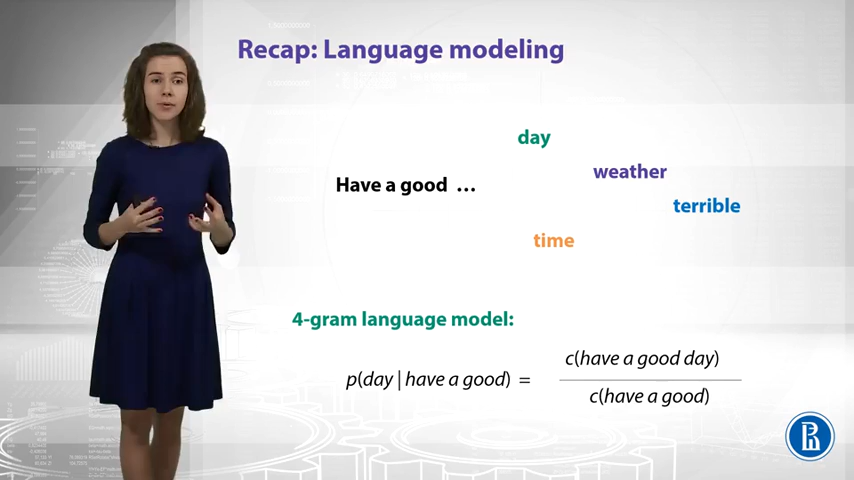 Recap: Language modeling
day
weather
Have a good …
terrible
time
4-gram language model:
p(day | have a good) =
c(have a good day)
c(have a good)